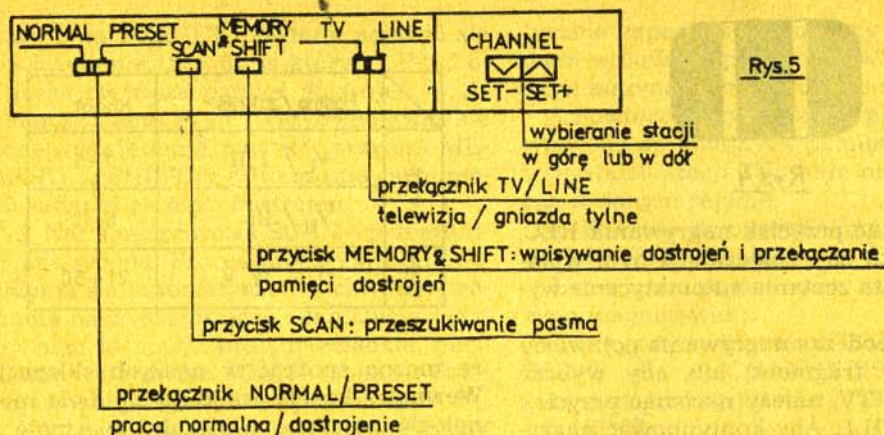 NORMAL PRESET
SCAN
MEMORY
& SHIFT
TV LINE
CHANNEL
SET- SET+
Rys.5
wybieranie stacji
w górę lub w dół
przełącznik TV/LINE
telewizja / gniazda tylne
przycisk MEMORY & SHIFT: wpisywanie dostrojeń i przełączanie
pamięci dostrojeń
przycisk SCAN: przeszukiwanie pasma
przełącznik NORMAL/PRESET
praca normalna / dostrojenie